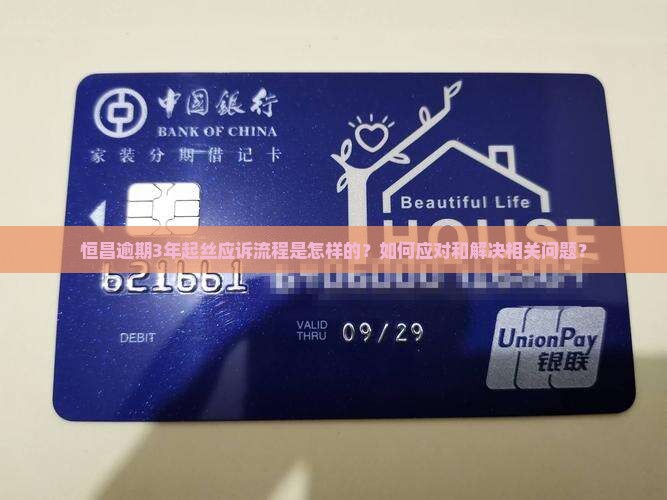 中国银行
BANK OF CHINA
家装分期借记卡
Beautiful Life
HOUSE
恒昌逾期3年起丝应诉流程是怎样的？如何应对和解决相关问题？
621661
DEBIT
VALID
THRU
09/29
UnionPay
银联